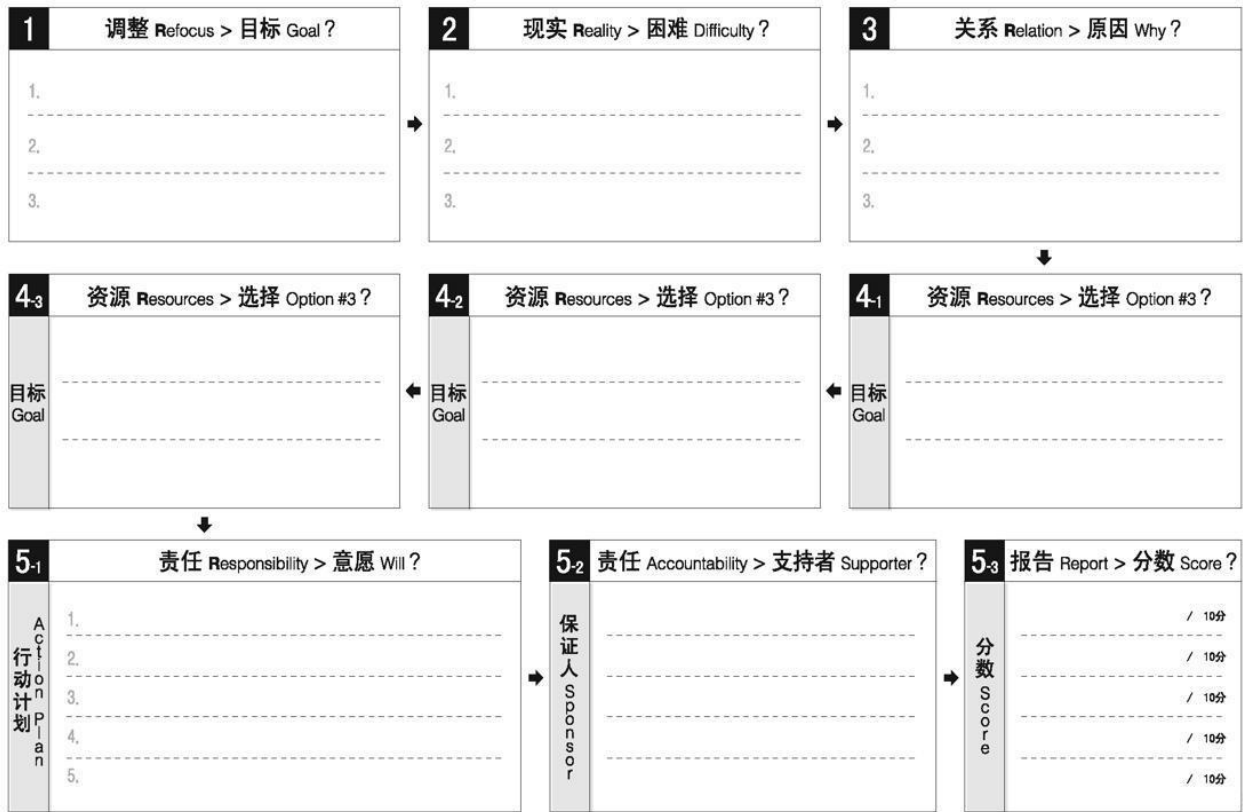 1 调整 Refocus > 目标 Goal ?
1.
2.
3.
2 现实 Reality > 困难 Difficulty ?
1.
2.
3.
3 关系 Relation > 原因 Why ?
1.
2.
3.
4-1 资源 Resources > 选择 Option #3 ?
目标
Goal
4-2 资源 Resources > 选择 Option #3 ?
目标
Goal
4-3 资源 Resources > 选择 Option #3 ?
目标
Goal
5-1 责任 Responsibility > 意愿 Will ?
行动计划 Action Plan
1.
2.
3.
4.
5.
5-2 责任 Accountability > 支持者 Supporter ?
保证人 Sponsor
5-3 报告 Report > 分数 Score ?
分数 Score
/ 10分
/ 10分
/ 10分
/ 10分
/ 10分